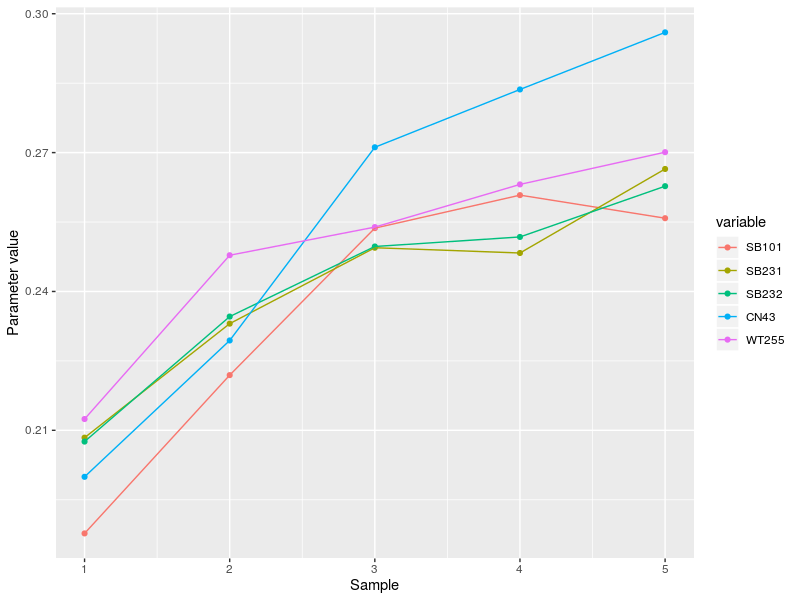 0.30
0.27
0.24
0.21
Parameter value
1 2 3 4 5
Sample
variable
SB101
SB231
SB232
CN43
WT255